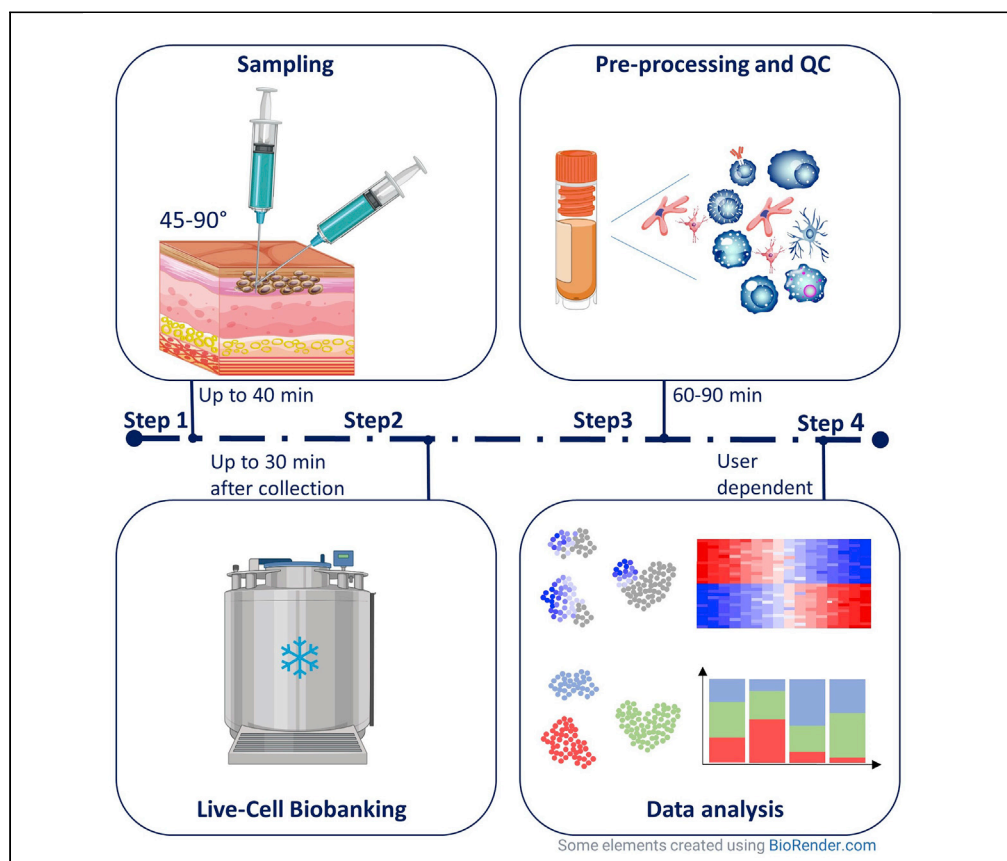 Sampling
45-90°
Pre-processing and QC
Up to 40 min
60-90 min
Step 1
Step2
Step3
Step 4
Up to 30 min
after collection
User
dependent
Live-Cell Biobanking
Data analysis
Some elements created using BioRender.com